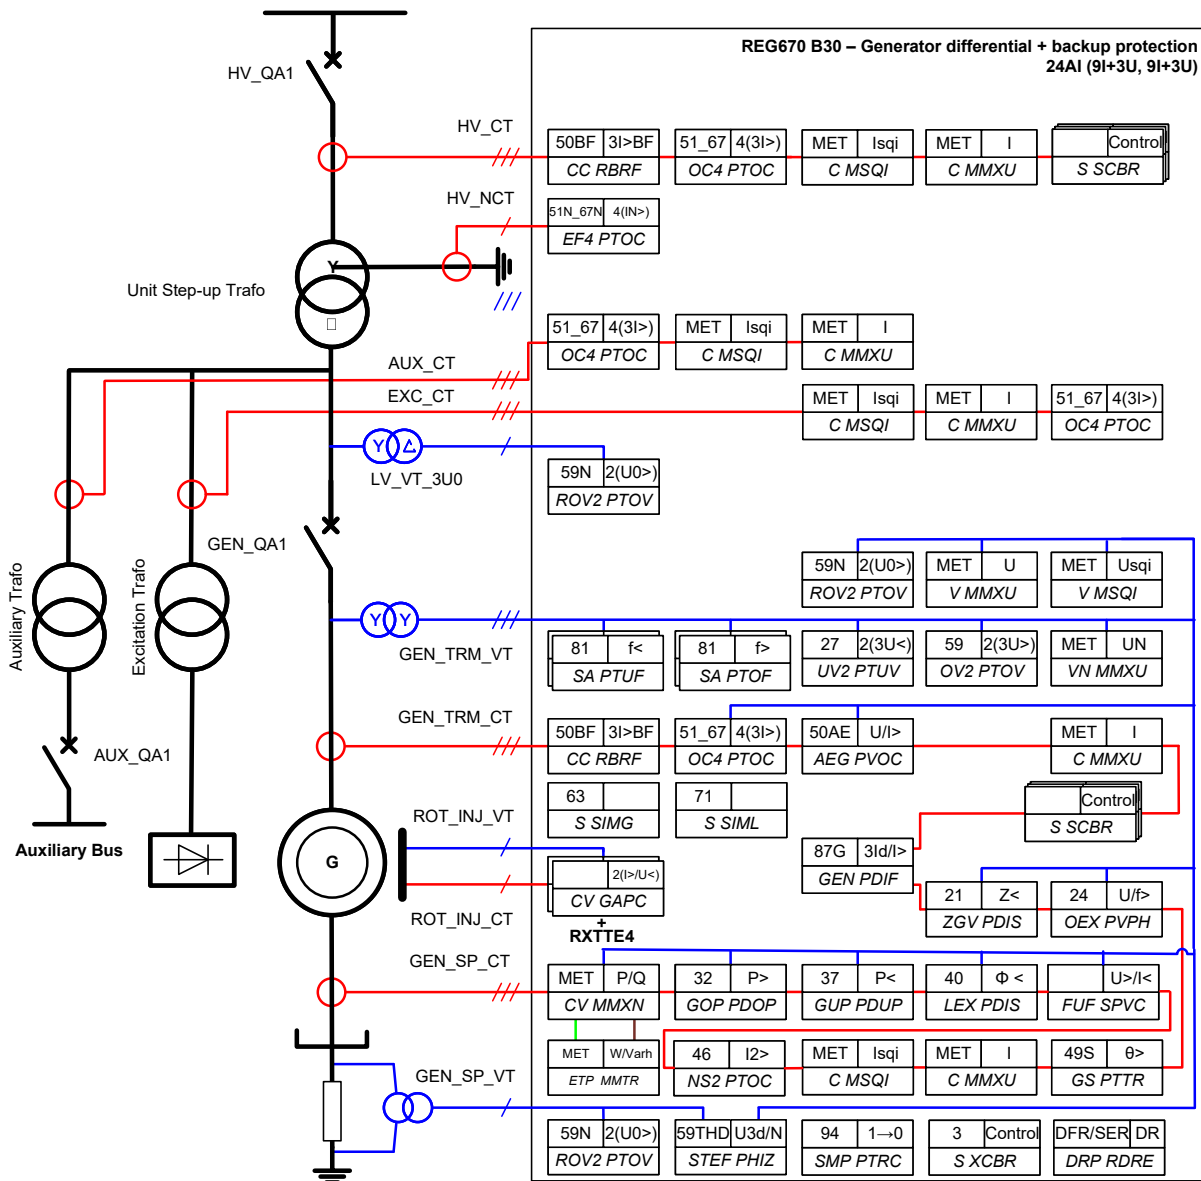 REG670 B30 – Generator differential + backup protection
24AI (9I+3U, 9I+3U)
HV_QA1
HV_CT
50BF 3I>BF
CC RBRF
51_67 4(3I>)
OC4 PTOC
MET Isqi
C MSQI
MET I
C MMXU
Control
S SCBR
HV_NCT
51N_67N 4(IN>)
EF4 PTOC
Y
Unit Step-up Trafo
AUX_CT
51_67 4(3I>)
OC4 PTOC
MET Isqi
C MSQI
MET I
C MMXU
EXC_CT
MET Isqi
C MSQI
MET I
C MMXU
51_67 4(3I>)
OC4 PTOC
Y Δ
LV_VT_3U0
59N 2(U0>)
ROV2 PTOV
GEN_QA1
Auxiliary Trafo
Excitation Trafo
59N 2(U0>)
ROV2 PTOV
MET U
V MMXU
MET Usqi
V MSQI
Y Y
GEN_TRM_VT
81 f<
SA PTUF
81 f>
SA PTOF
27 2(3U<)
UV2 PTUV
59 2(3U>)
OV2 PTOV
MET UN
VN MMXU
GEN_TRM_CT
50BF 3I>BF
CC RBRF
51_67 4(3I>)
OC4 PTOC
50AE U/I>
AEG PVOC
MET I
C MMXU
AUX_QA1
Auxiliary Bus
63
S SIMG
71
S SIML
Control
S SCBR
ROT_INJ_VT
G
2(I>/U<)
CV GAPC
+
RXTTE4
87G 3Id/I>
GEN PDIF
ROT_INJ_CT
21 Z<
ZGV PDIS
24 U/f>
OEX PVPH
GEN_SP_CT
MET P/Q
CV MMXN
32 P>
GOP PDOP
37 P<
GUP PDUP
40 Φ <
LEX PDIS
U>/I<
FUF SPVC
MET W/Varh
ETP MMTR
46 I2>
NS2 PTOC
MET Isqi
C MSQI
MET I
C MMXU
49S θ>
GS PTTR
GEN_SP_VT
59N 2(U0>)
ROV2 PTOV
59THD U3d/N
STEF PHIZ
94 1→0
SMP PTRC
3 Control
S XCBR
DFR/SER DR
DRP RDRE